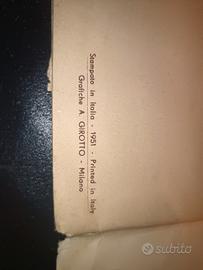 Stampato in Italia - 1951 - Printed in Italy
Grafiche A. GIROTTO - Milano
subito